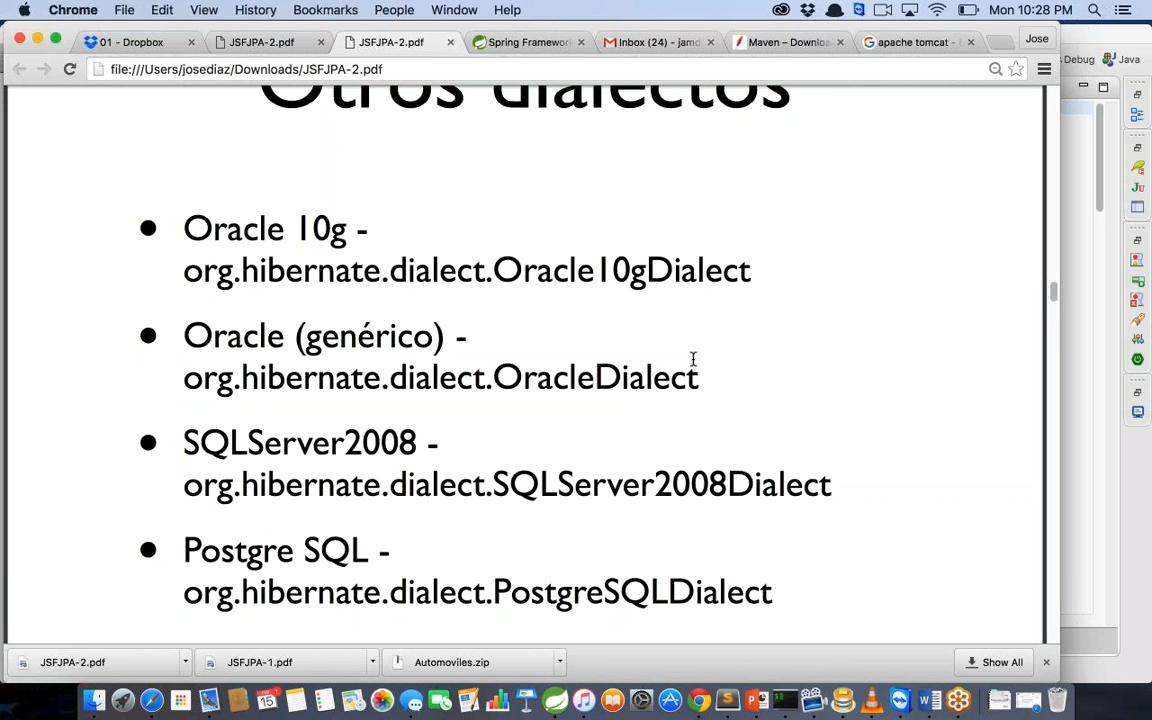 Chrome File Edit View History Bookmarks People Window Help Mon 10:28 PM
01 - Dropbox JSFJPA-2.pdf JSFJPA-2.pdf Spring Framewor Inbox (24) - jamd Maven – Downloa apache tomcat - Jose
file:///Users/josediaz/Downloads/JSFJPA-2.pdf
Debug Java
Otros dialectos
Oracle 10g -
org.hibernate.dialect.Oracle10gDialect
Oracle (genérico) -
org.hibernate.dialect.OracleDialect
SQLServer2008 -
org.hibernate.dialect.SQLServer2008Dialect
Postgre SQL -
org.hibernate.dialect.PostgreSQLDialect
JSFJPA-2.pdf JSFJPA-1.pdf Automoviles.zip Show All